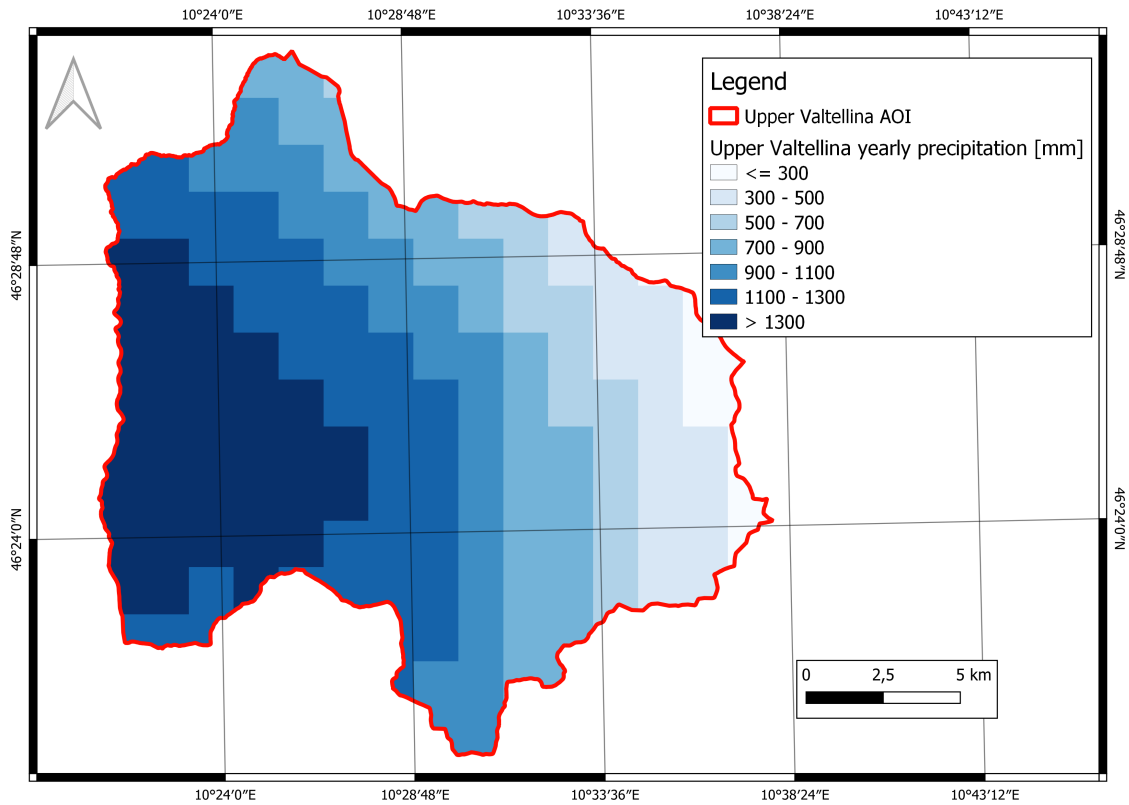 10°24′0″E 10°28′48″E 10°33′36″E 10°38′24″E 10°43′12″E
Legend
Upper Valtellina AOI
Upper Valtellina yearly precipitation [mm]
<= 300
300 - 500
500 - 700
700 - 900
900 - 1100
1100 - 1300
> 1300
46°28′48″N
46°28′48″N
46°24′0″N
46°24′0″N
0 2,5 5 km
10°24′0″E 10°28′48″E 10°33′36″E 10°38′24″E 10°43′12″E